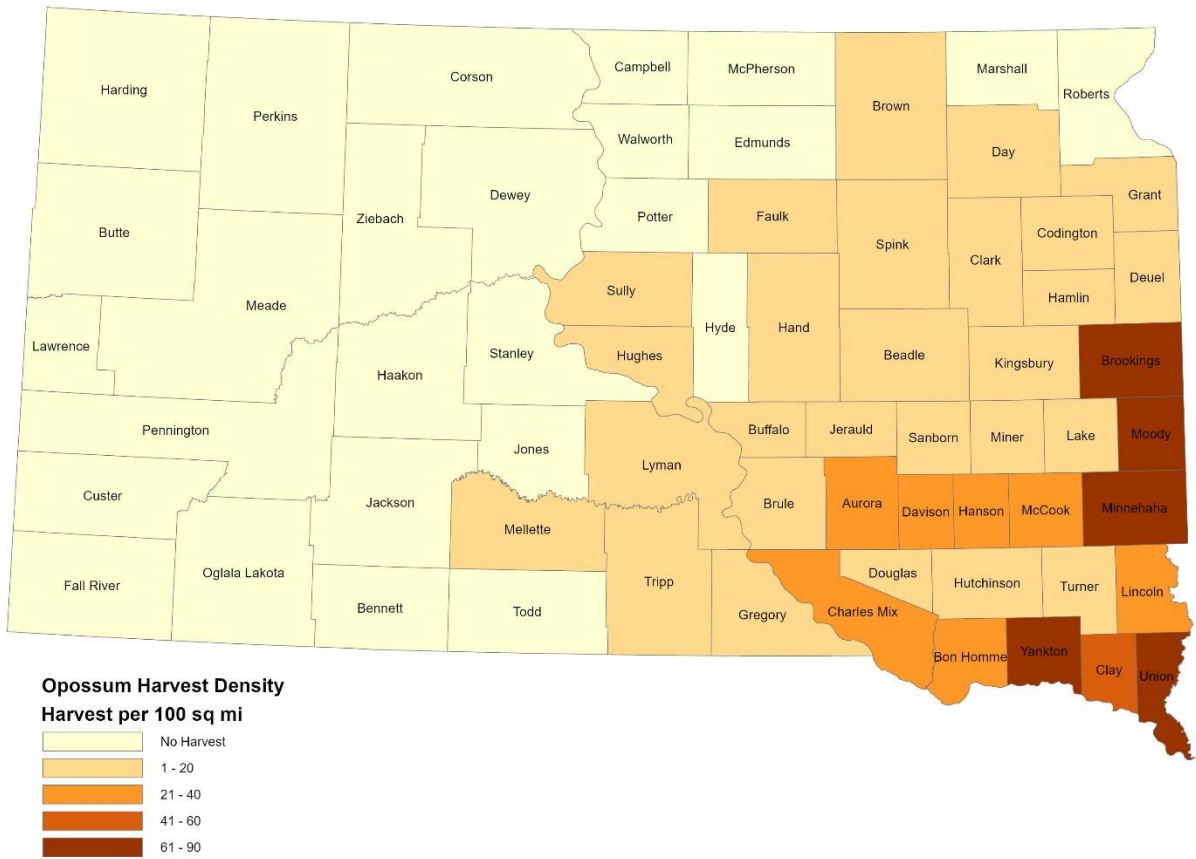 Harding
Perkins
Corson
Campbell
McPherson
Brown
Marshall
Roberts
Walworth
Edmunds
Day
Dewey
Ziebach
Potter
Faulk
Spink
Grant
Butte
Codington
Clark
Deuel
Meade
Sully
Hyde
Hand
Hamlin
Lawrence
Haakon
Stanley
Hughes
Beadle
Kingsbury
Brookings
Pennington
Jones
Lyman
Buffalo
Jerauld
Sanborn
Miner
Lake
Moody
Custer
Jackson
Mellette
Brule
Aurora
Davison
Hanson
McCook
Minnehaha
Fall River
Oglala Lakota
Bennett
Todd
Tripp
Gregory
Charles Mix
Douglas
Hutchinson
Turner
Lincoln
Bon Homme
Yankton
Clay
Union
Opossum Harvest Density
Harvest per 100 sq mi
No Harvest
1 - 20
21 - 40
41 - 60
61 - 90